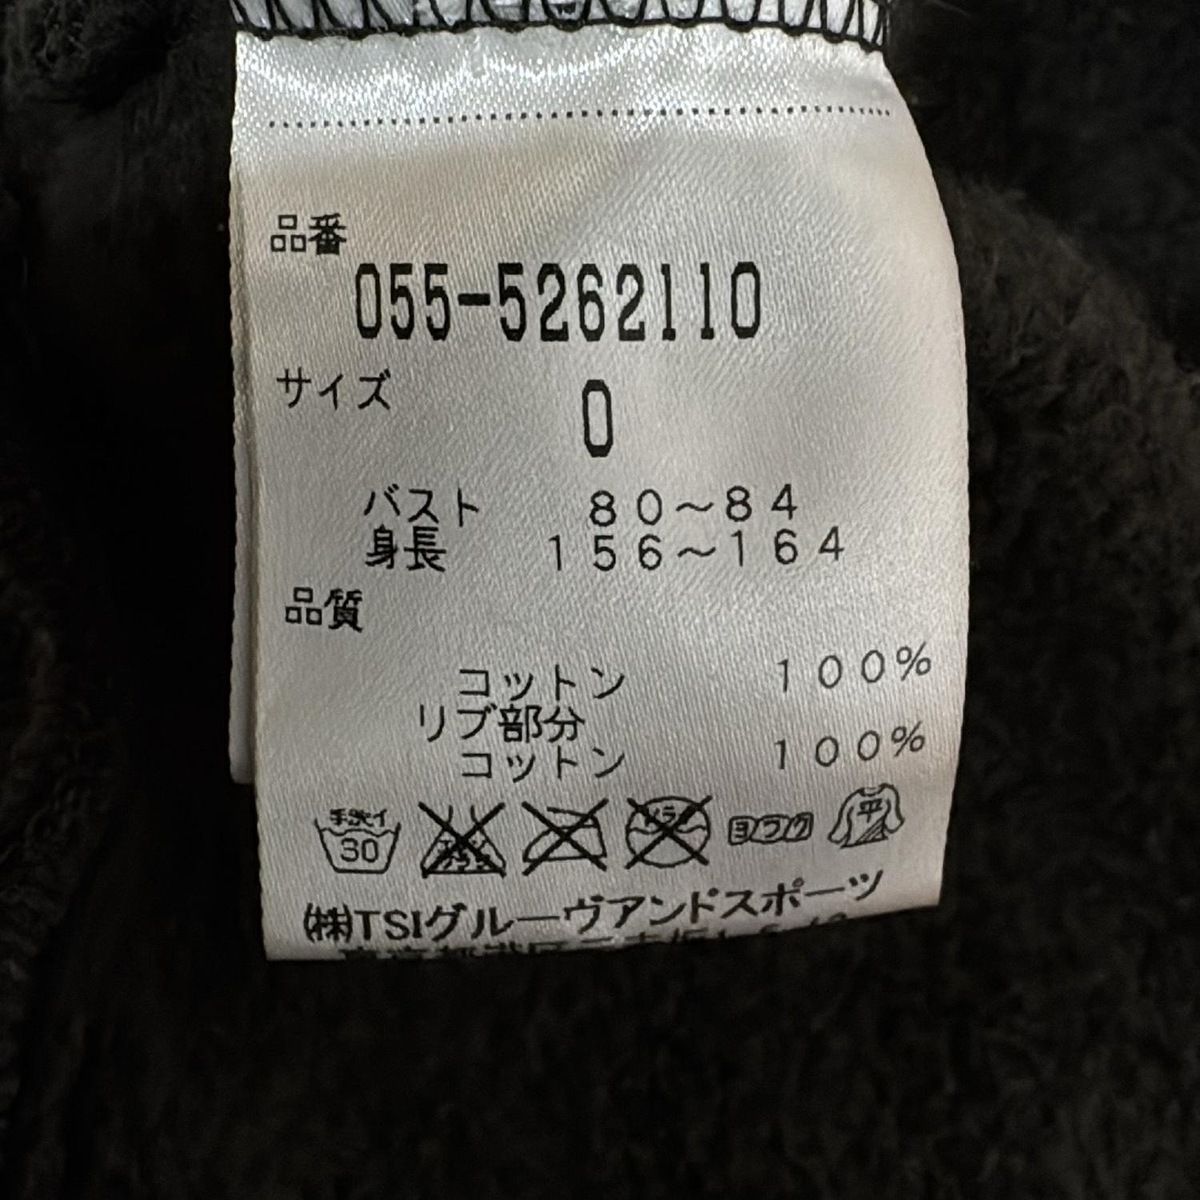 品番
055-5262110
サイズ
0
バスト 80～84
身長 156～164
品質
コットン 100%
リブ部分
コットン 100%
手洗イ 30 ヨワク 平
㈱TSIグルーヴアンドスポーツ